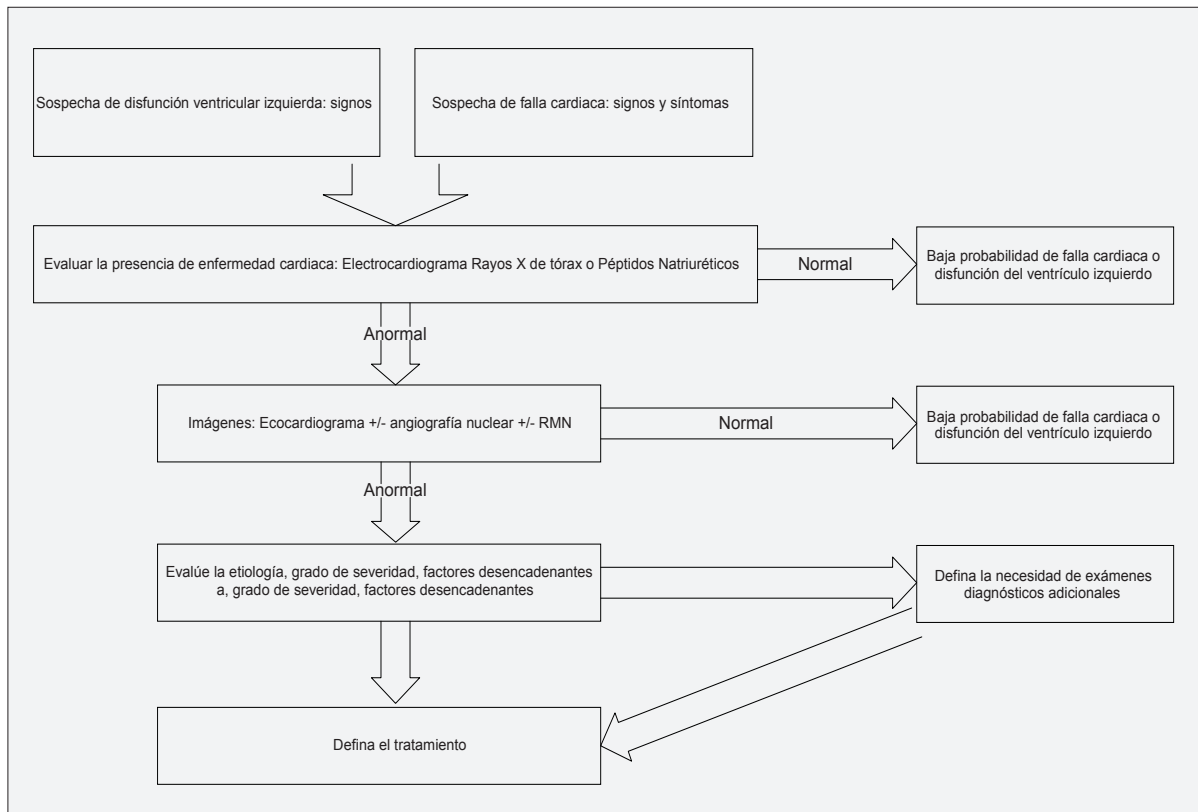 Sospecha de disfunción ventricular izquierda: signos
Sospecha de falla cardiaca: signos y síntomas
Evaluar la presencia de enfermedad cardiaca: Electrocardiograma Rayos X de tórax o Péptidos Natriuréticos
Normal
Baja probabilidad de falla cardiaca o
disfunción del ventrículo izquierdo
Anormal
Imágenes: Ecocardiograma +/- angiografía nuclear +/- RMN
Normal
Baja probabilidad de falla cardiaca o
disfunción del ventrículo izquierdo
Anormal
Evalúe la etiología, grado de severidad, factores desencadenantes
a, grado de severidad, factores desencadenantes
Defina la necesidad de exámenes
diagnósticos adicionales
Defina el tratamiento